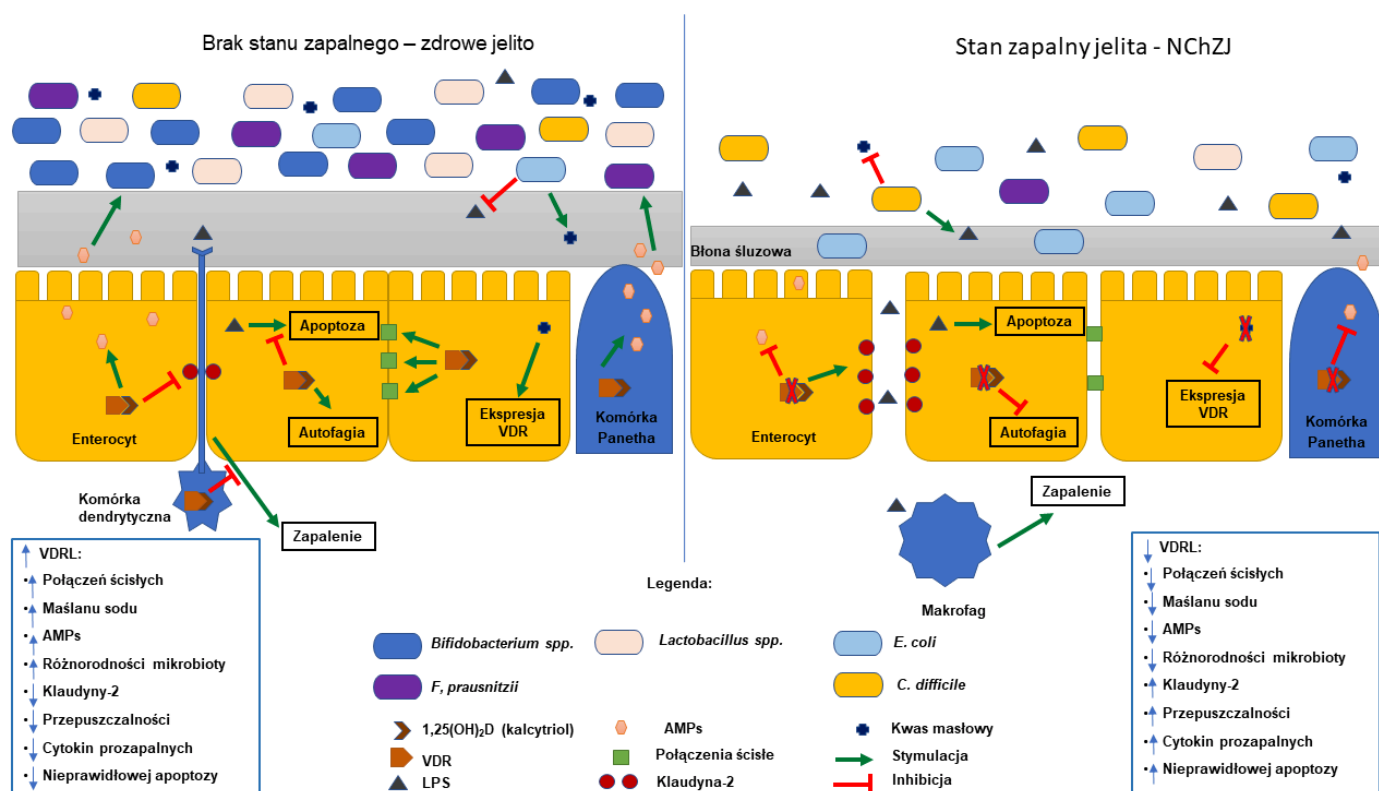 Brak stanu zapalnego – zdrowe jelito
Stan zapalny jelita - NChZJ
Błona śluzowa
Apoptoza
Autofagia
Ekspresja
VDR
Enterocyt
Komórka
Panetha
Komórka
dendrytyczna
Zapalenie
Apoptoza
Autofagia
Ekspresja
VDR
Enterocyt
Komórka
Panetha
Zapalenie
Makrofag
VDRL:
• Połączeń ścisłych
• Maślanu sodu
• AMPs
• Różnorodności mikrobioty
• Klaudyny-2
• Przepuszczalności
• Cytokin prozapalnych
• Nieprawidłowej apoptozy
Legenda:
Bifidobacterium spp.
Lactobacillus spp.
E. coli
F, prausnitzii
C. difficile
1,25(OH)₂D (kalcytriol)
AMPs
Kwas masłowy
VDR
Połączenia ścisłe
Stymulacja
LPS
Klaudyna-2
Inhibicja
VDRL:
• Połączeń ścisłych
• Maślanu sodu
• AMPs
• Różnorodności mikrobioty
• Klaudyny-2
• Przepuszczalności
• Cytokin prozapalnych
• Nieprawidłowej apoptozy